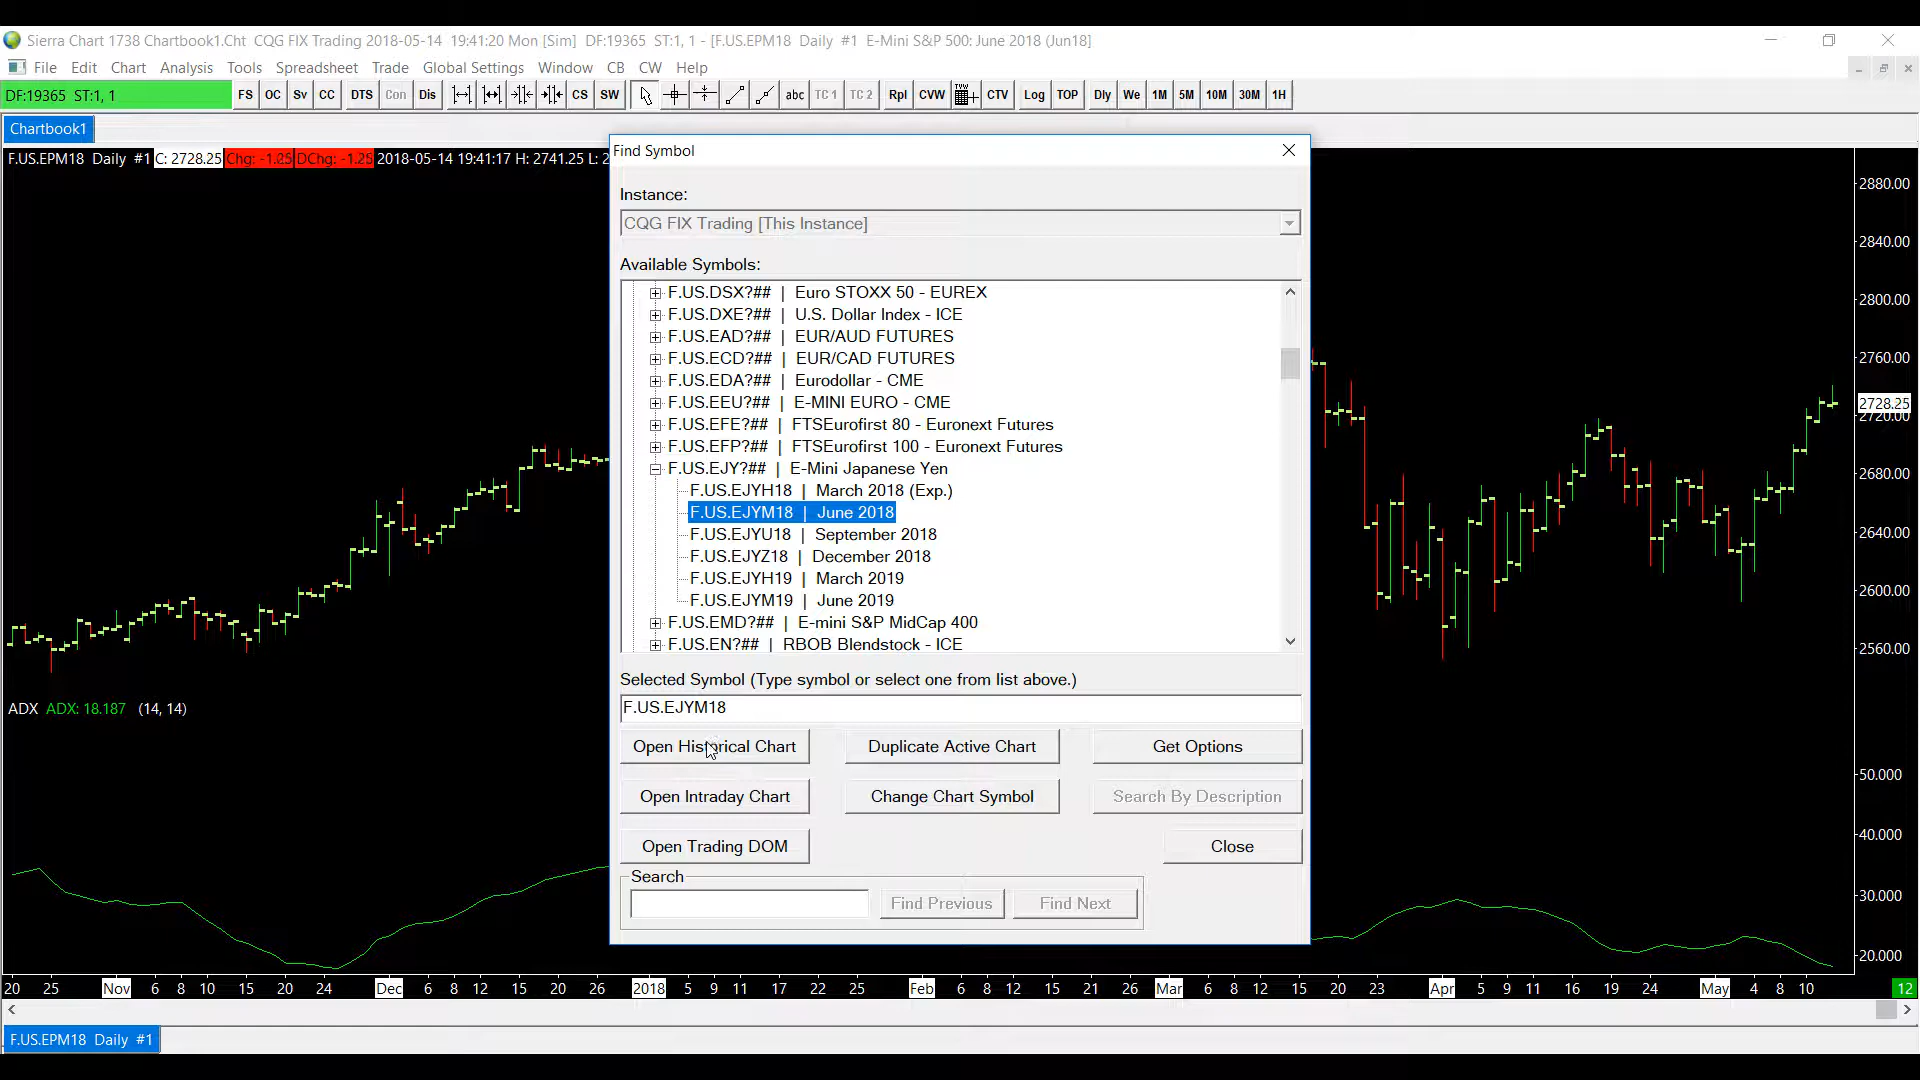 Sierra Chart 1738 Chartbook1.Cht  CQG FIX Trading 2018-05-14  19:41:20 Mon [Sim]  DF:19365  ST:1, 1 - [F.US.EPM18  Daily  #1  E-Mini S&P 500: June 2018 (Jun18]
File Edit Chart Analysis Tools Spreadsheet Trade Global Settings Window CB CW Help
DF:19365  ST:1, 1
FS OC Sv CC DTS Con Dis CS SW abc TC 1 TC 2 Rpl CVW CTV Log TOP Dly We 1M 5M 10M 30M 1H
Chartbook1
F.US.EPM18  Daily  #1 C: 2728.25 Chg: -1.25 DChg: -1.25 2018-05-14 19:41:17 H: 2741.25 L: 2
Find Symbol
Instance:
CQG FIX Trading [This Instance]
Available Symbols:
F.US.DSX?##  |  Euro STOXX 50 - EUREX
F.US.DXE?##  |  U.S. Dollar Index - ICE
F.US.EAD?##  |  EUR/AUD FUTURES
F.US.ECD?##  |  EUR/CAD FUTURES
F.US.EDA?##  |  Eurodollar - CME
F.US.EEU?##  |  E-MINI EURO - CME
F.US.EFE?##  |  FTSEurofirst 80 - Euronext Futures
F.US.EFP?##  |  FTSEurofirst 100 - Euronext Futures
F.US.EJY?##  |  E-Mini Japanese Yen
F.US.EJYH18  |  March 2018 (Exp.)
F.US.EJYM18  |  June 2018
F.US.EJYU18  |  September 2018
F.US.EJYZ18  |  December 2018
F.US.EJYH19  |  March 2019
F.US.EJYM19  |  June 2019
F.US.EMD?##  |  E-mini S&P MidCap 400
F.US.EN?##  |  RBOB Blendstock - ICE
Selected Symbol (Type symbol or select one from list above.)
F.US.EJYM18
Open Historical Chart
Duplicate Active Chart
Get Options
Open Intraday Chart
Change Chart Symbol
Search By Description
Open Trading DOM
Close
Search
Find Previous
Find Next
2880.00
2840.00
2800.00
2760.00
2728.25
2720.00
2680.00
2640.00
2600.00
2560.00
ADX  ADX: 18.187  (14, 14)
50.000
40.000
30.000
20.000
20 25 Nov 6 8 10 15 20 24 Dec 6 8 12 15 20 26 2018 5 9 11 17 22 25 Feb 6 8 13 15 21 26 Mar 6 8 12 15 20 23 Apr 5 9 11 16 19 24 May 4 8 10 12
F.US.EPM18  Daily  #1